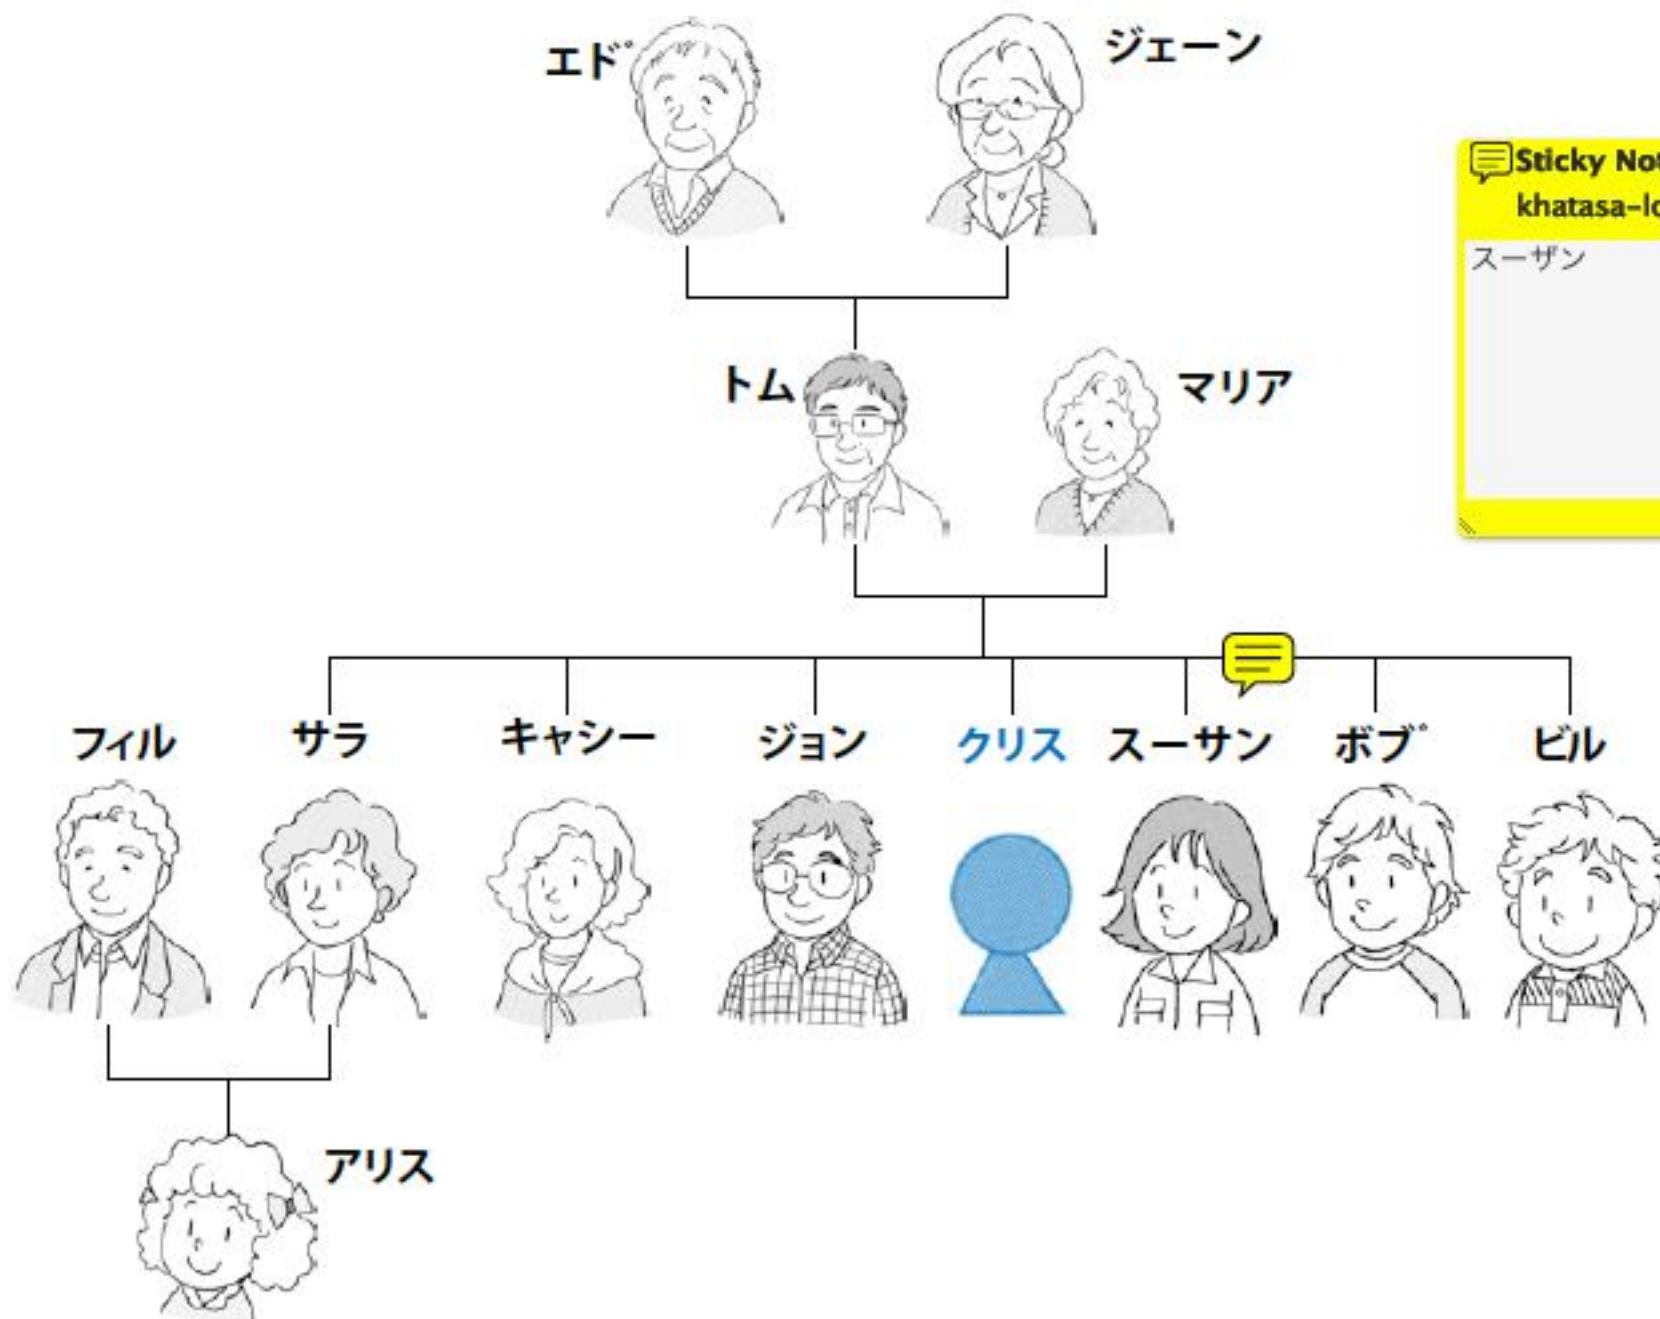 エド ジェーン
Sticky Not
khatasa-lo
スーザン
トム マリア
フィル サラ キャシー ジョン クリス スーサン ボブ ビル
アリス